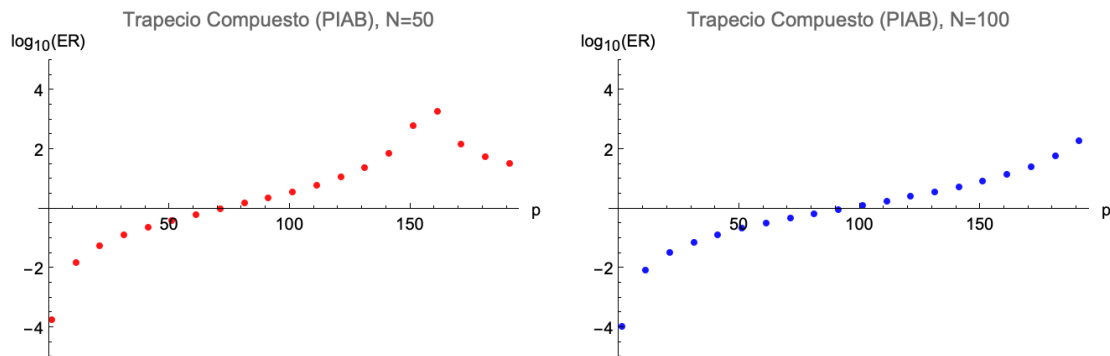 Trapecio Compuesto (PIAB), N=50
log10(ER)
4
2
-2
-4
50
100
150
p
Trapecio Compuesto (PIAB), N=100
log10(ER)
4
2
-2
-4
50
100
150
p